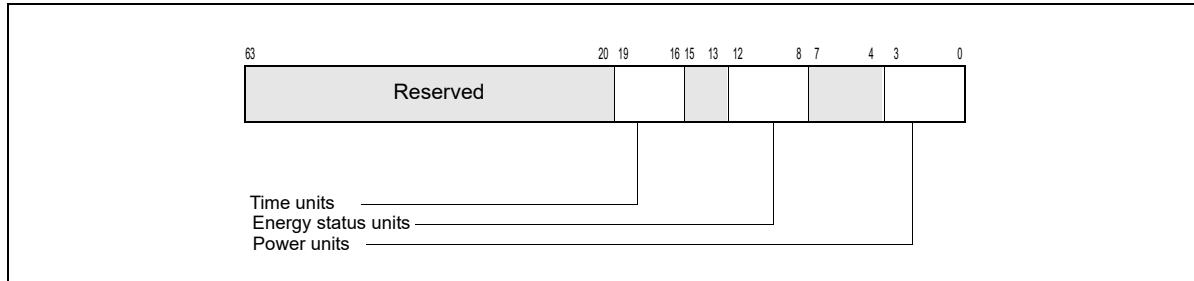 63 20 19 16 15 13 12 8 7 4 3 0
Reserved
Time units
Energy status units
Power units